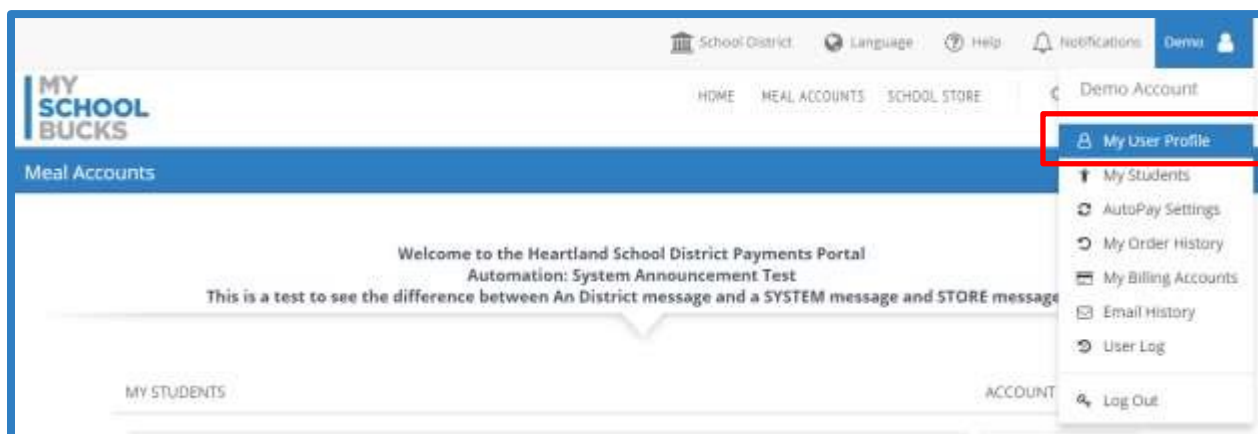 School District Language Help Notifications Demo
MY
SCHOOL
BUCKS
HOME MEAL ACCOUNTS SCHOOL STORE
Demo Account
My User Profile
Meal Accounts
My Students
AutoPay Settings
My Order History
My Billing Accounts
Email History
User Log
Log Out
Welcome to the Heartland School District Payments Portal
Automation: System Announcement Test
This is a test to see the difference between An District message and a SYSTEM message and STORE message
MY STUDENTS ACCOUNT